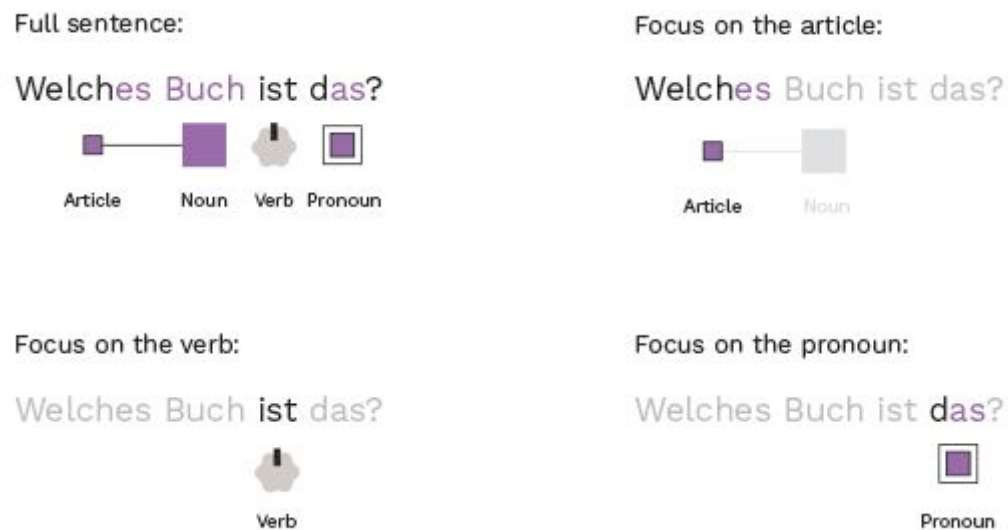 Full sentence:
Welches Buch ist das?
Article Noun Verb Pronoun
Focus on the article:
Welches Buch ist das?
Article Noun
Focus on the verb:
Welches Buch ist das?
Verb
Focus on the pronoun:
Welches Buch ist das?
Pronoun